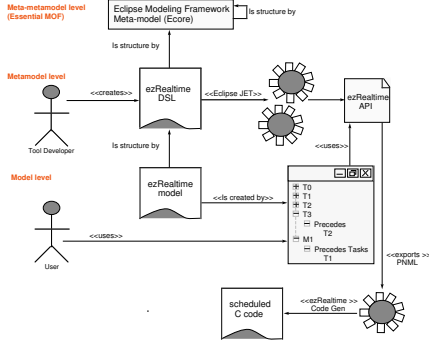 Meta-metamodel level
(Essential MOF)
Eclipse Modeling Framework
Meta-model (Ecore)
Is structure by
Is structure by
Metamodel level
<<creates>>
ezRealtime
DSL
<<Eclipse JET>>
ezRealtime
API
Tool Developer
Is structure by
<<uses>>
Model level
ezRealtime
model
<<Is created by>>
T0
T1
T2
T3
Precedes
T2
M1
Precedes Tasks
T1
<<uses>>
User
<<exports>>
PNML
scheduled
C code
<<ezRealtime >>
Code Gen